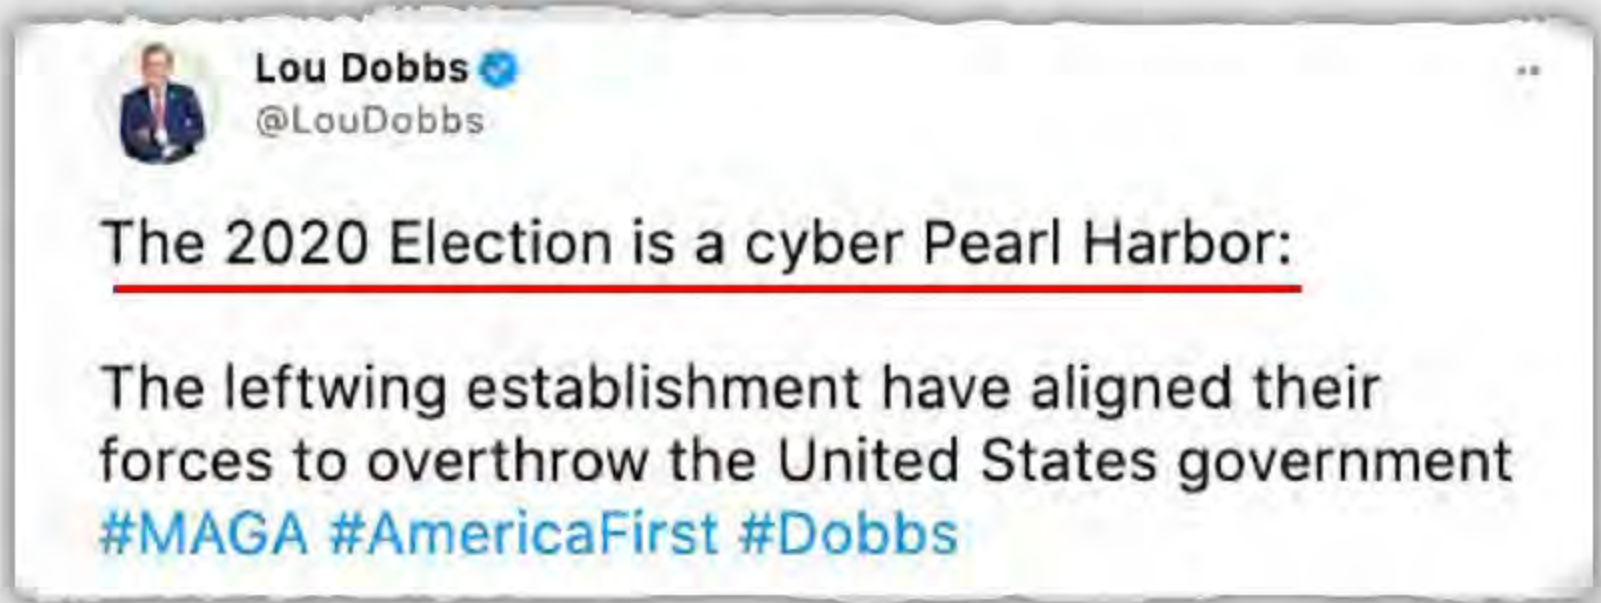 Lou Dobbs
@LouDobbs
The 2020 Election is a cyber Pearl Harbor:
The leftwing establishment have aligned their
forces to overthrow the United States government
#MAGA #AmericaFirst #Dobbs